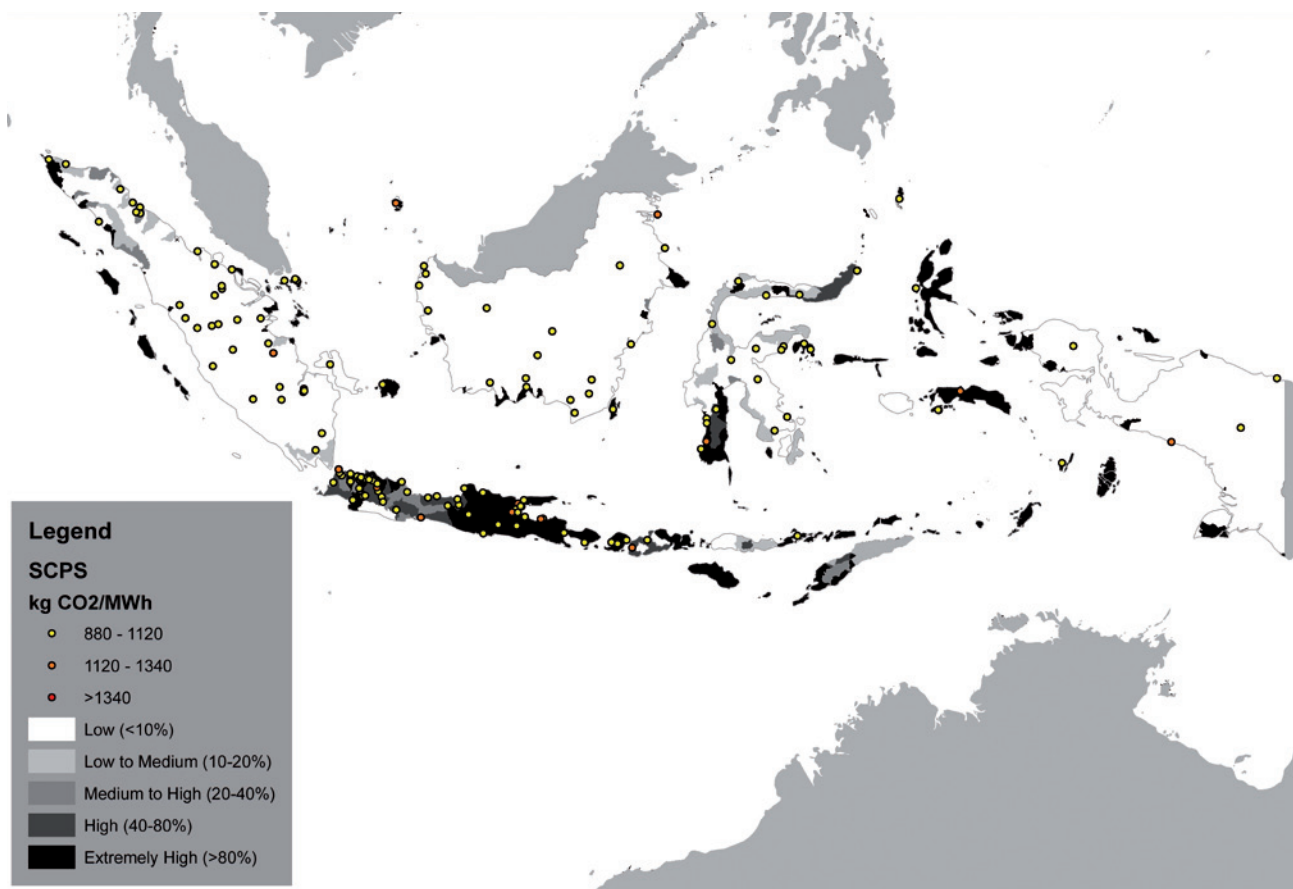 Legend
SCPS
kg CO2/MWh
880 - 1120
1120 - 1340
>1340
Low (<10%)
Low to Medium (10-20%)
Medium to High (20-40%)
High (40-80%)
Extremely High (>80%)